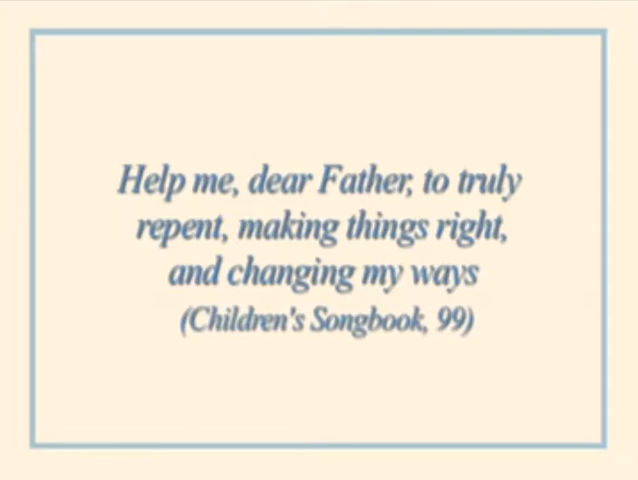 Help me, dear Father, to truly
repent, making things right,
and changing my ways
(Children's Songbook, 99)